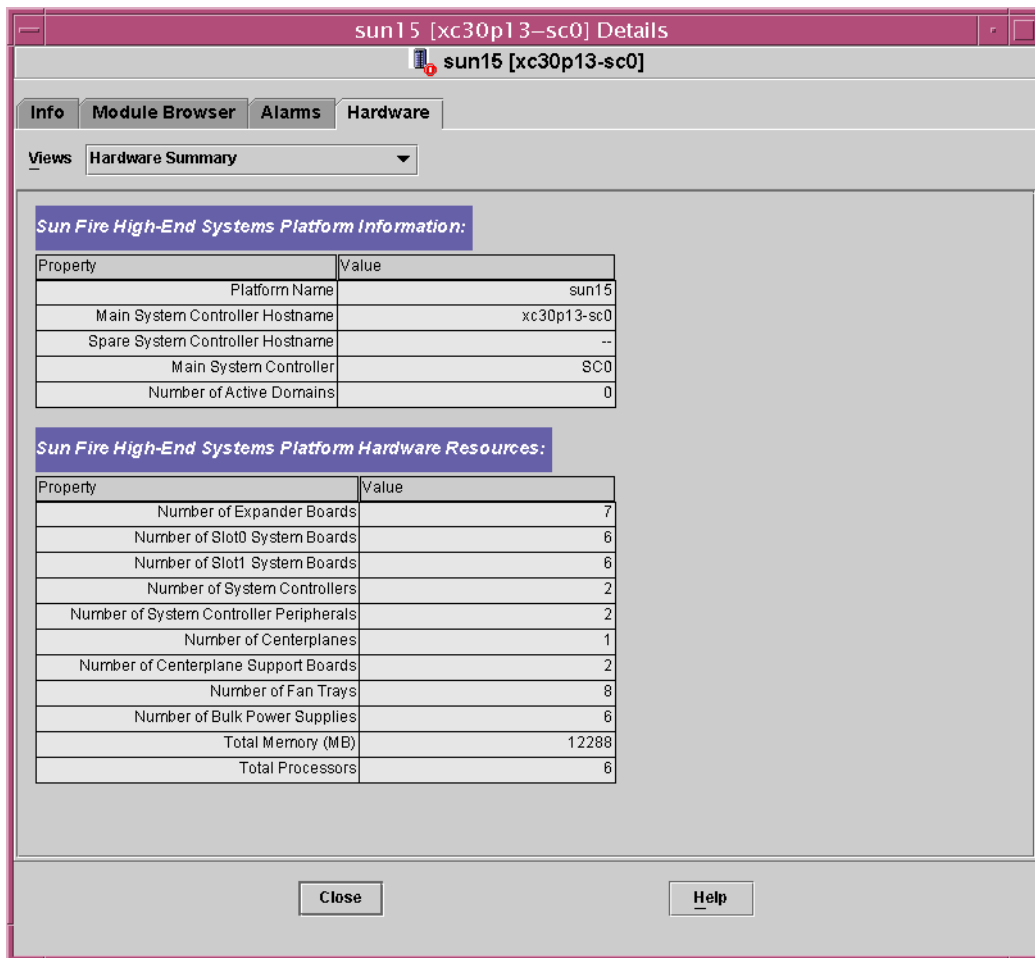 sun15 [xc30p13–sc0] Details
sun15 [xc30p13-sc0]
Info Module Browser Alarms Hardware
Views Hardware Summary
Sun Fire High-End Systems Platform Information:
Property Value
Platform Name sun15
Main System Controller Hostname xc30p13-sc0
Spare System Controller Hostname --
Main System Controller SC0
Number of Active Domains 0
Sun Fire High-End Systems Platform Hardware Resources:
Property Value
Number of Expander Boards 7
Number of Slot0 System Boards 6
Number of Slot1 System Boards 6
Number of System Controllers 2
Number of System Controller Peripherals 2
Number of Centerplanes 1
Number of Centerplane Support Boards 2
Number of Fan Trays 8
Number of Bulk Power Supplies 6
Total Memory (MB) 12288
Total Processors 6
Close Help